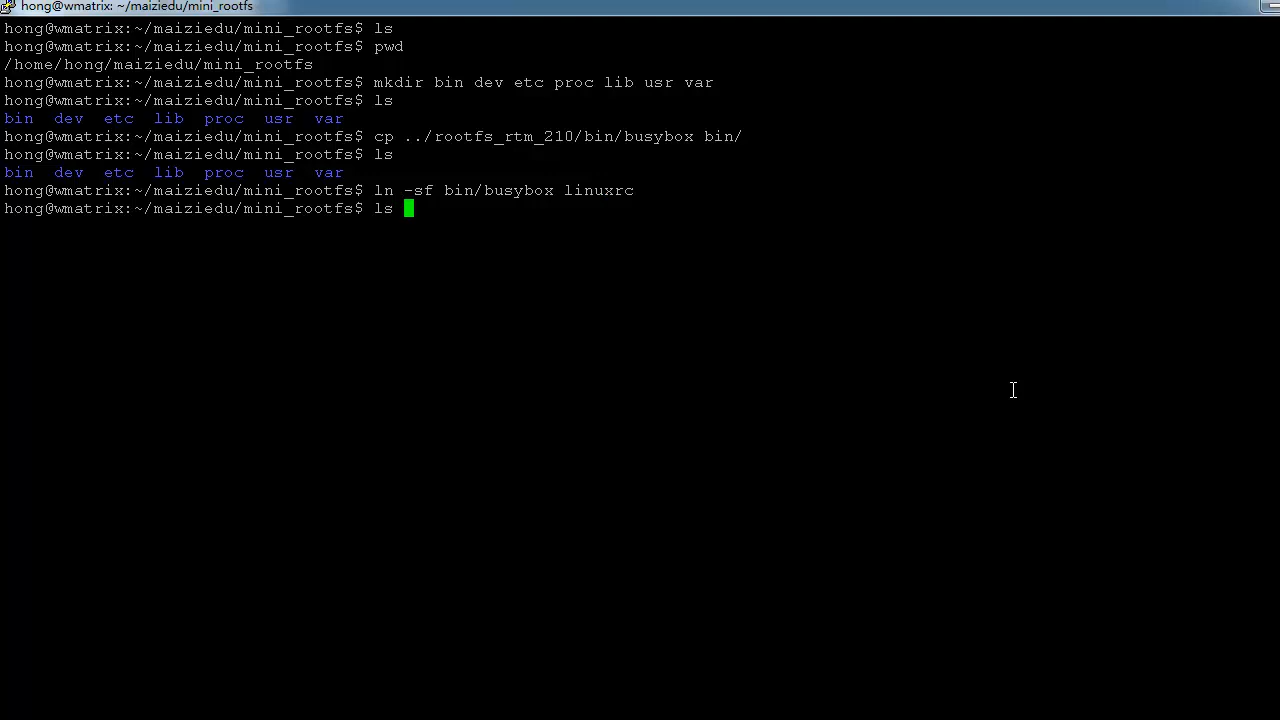 hong@wmatrix: ~/maiziedu/mini_rootfs
hong@wmatrix:~/maiziedu/mini_rootfs$ ls
hong@wmatrix:~/maiziedu/mini_rootfs$ pwd
/home/hong/maiziedu/mini_rootfs
hong@wmatrix:~/maiziedu/mini_rootfs$ mkdir bin dev etc proc lib usr var
hong@wmatrix:~/maiziedu/mini_rootfs$ ls
bin  dev  etc  lib  proc  usr  var
hong@wmatrix:~/maiziedu/mini_rootfs$ cp ../rootfs_rtm_210/bin/busybox bin/
hong@wmatrix:~/maiziedu/mini_rootfs$ ls
bin  dev  etc  lib  proc  usr  var
hong@wmatrix:~/maiziedu/mini_rootfs$ ln -sf bin/busybox linuxrc
hong@wmatrix:~/maiziedu/mini_rootfs$ ls